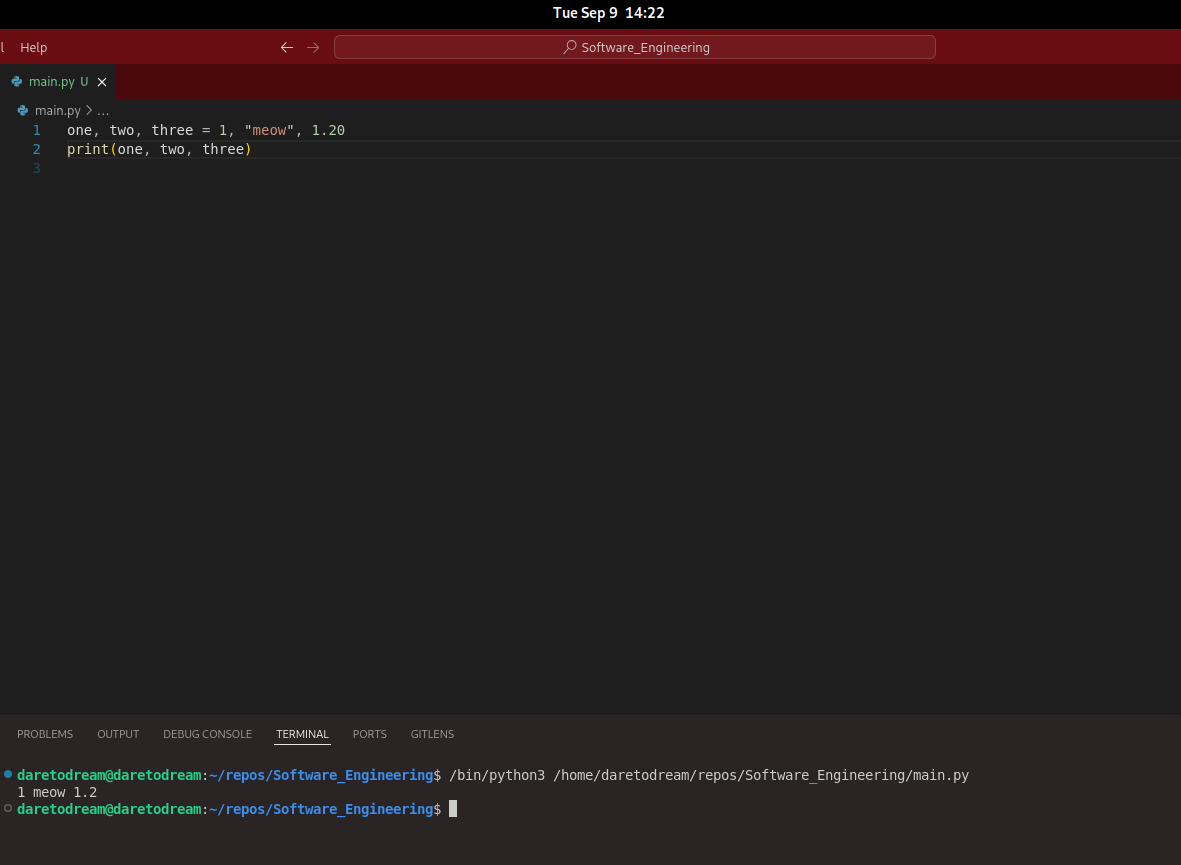 Tue Sep 9 14:22
l Help
Software_Engineering
main.py U
main.py > ...
1 one, two, three = 1, "meow", 1.20
2 print(one, two, three)
3
PROBLEMS OUTPUT DEBUG CONSOLE TERMINAL PORTS GITLENS
daretodream@daretodream:~/repos/Software_Engineering$ /bin/python3 /home/daretodream/repos/Software_Engineering/main.py
1 meow 1.2
daretodream@daretodream:~/repos/Software_Engineering$